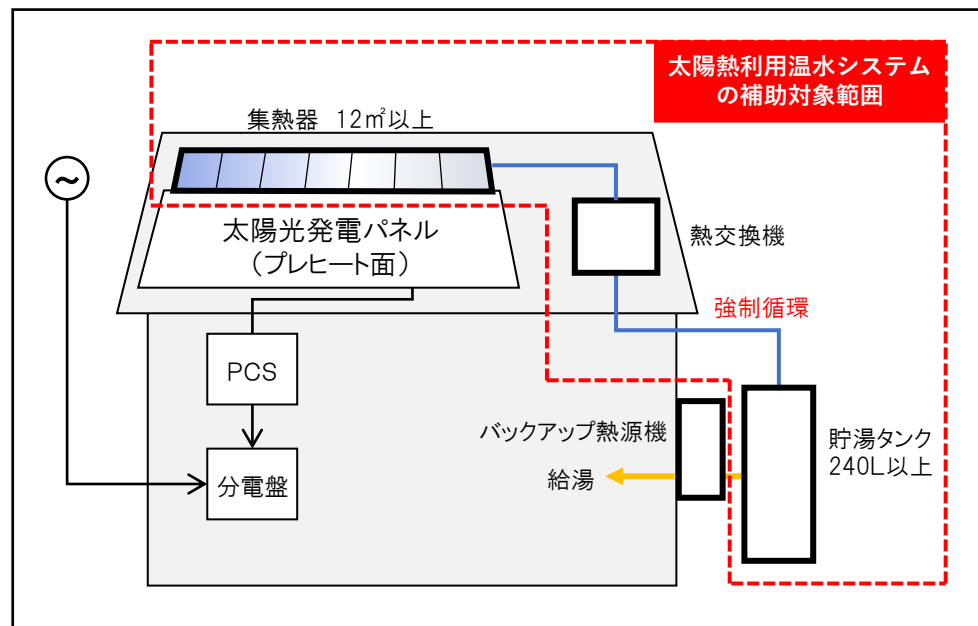 太陽熱利用温水システム
の補助対象範囲
集熱器 12㎡以上
~
太陽光発電パネル
（プレヒート面）
熱交換機
強制循環
PCS
バックアップ熱源機
貯湯タンク
240L以上
給湯
分電盤